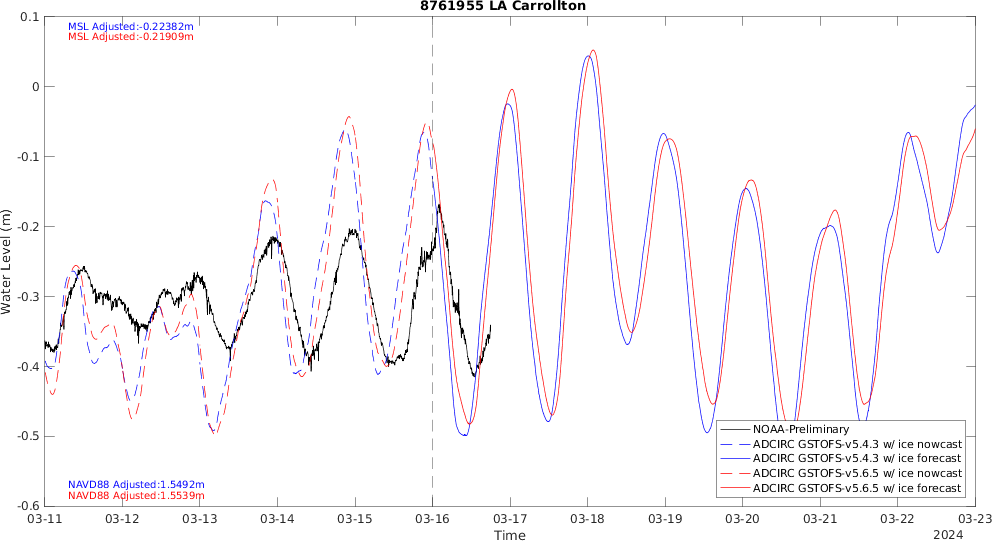 8761955 LA Carrollton
MSL Adjusted:-0.22382m
MSL Adjusted:-0.21909m
0.1
0
-0.1
-0.2
-0.3
-0.4
-0.5
-0.6
Water Level (m)
NOAA-Preliminary
ADCIRC GSTOFS-v5.4.3 w/ ice nowcast
ADCIRC GSTOFS-v5.4.3 w/ ice forecast
ADCIRC GSTOFS-v5.6.5 w/ ice nowcast
ADCIRC GSTOFS-v5.6.5 w/ ice forecast
NAVD88 Adjusted:1.5492m
NAVD88 Adjusted:1.5539m
03-11 03-12 03-13 03-14 03-15 03-16 03-17 03-18 03-19 03-20 03-21 03-22 03-23
Time
2024